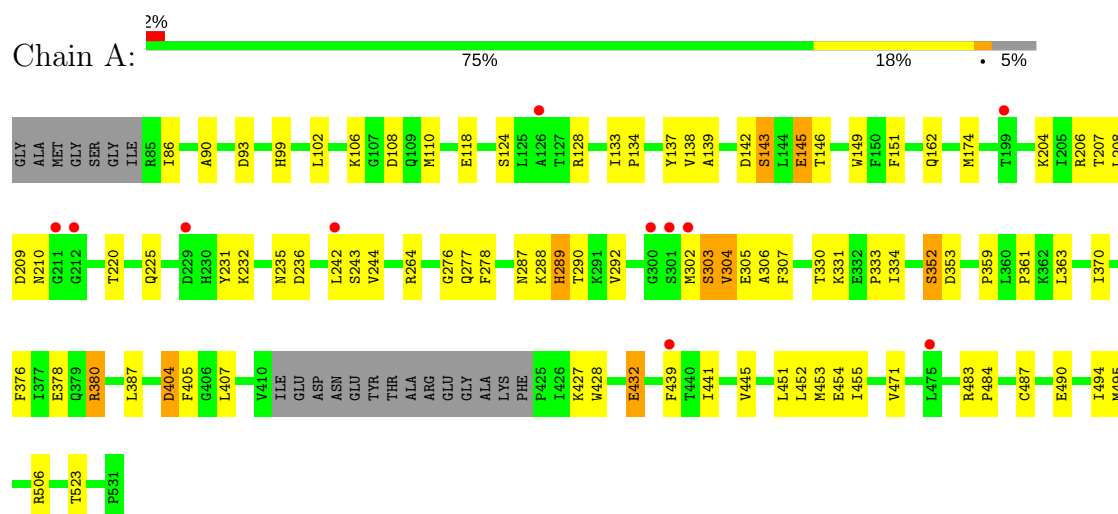 2%
Chain A:
75% 18% • 5%
GLY ALA MET GLY SER GLY ILE R85 I86 A90 D93 H99 L102 K106 G107 D108 Q109 M110 E118 S124 L125 A126 T127 R128 I133 P134 Y137 V138 A139 D142 S143 L144 E145 T146 W149 F150 F151 Q162 M174 T199 K204 I205 R206 T207 L208
D209 N210 G211 G212 T220 Q225 D229 H230 Y231 K232 N235 D236 L242 S243 V244 R264 G276 Q277 F278 N287 K288 H289 T290 K291 V292 G300 S301 M302 S303 V304 E305 A306 F307 T330 K331 E332 P333 I334 S352 D353 P359 L360 P361 K362 L363 I370
F376 I377 E378 Q379 R380 L387 D404 F405 G406 L407 V410 ILE GLU ASP ASN GLU TYR THR ALA ARG GLU GLY ALA LYS PHE P425 I426 K427 W428 E432 F439 T440 I441 V445 L451 L452 M453 E454 I455 V471 L475 R483 P484 C487 E490 I494 M495
R506 T523 P531